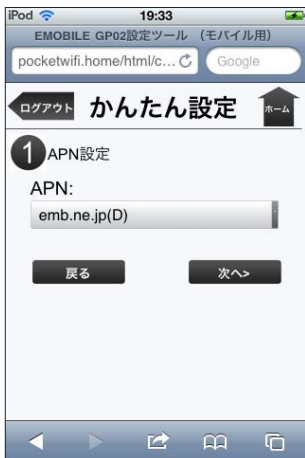 iPod 19:33
EMOBILE GP02設定ツール （モバイル用）
pocketwifi.home/html/c... Google
ログアウト かんたん設定 ホーム
1 APN設定
APN:
emb.ne.jp(D)
戻る 次へ>